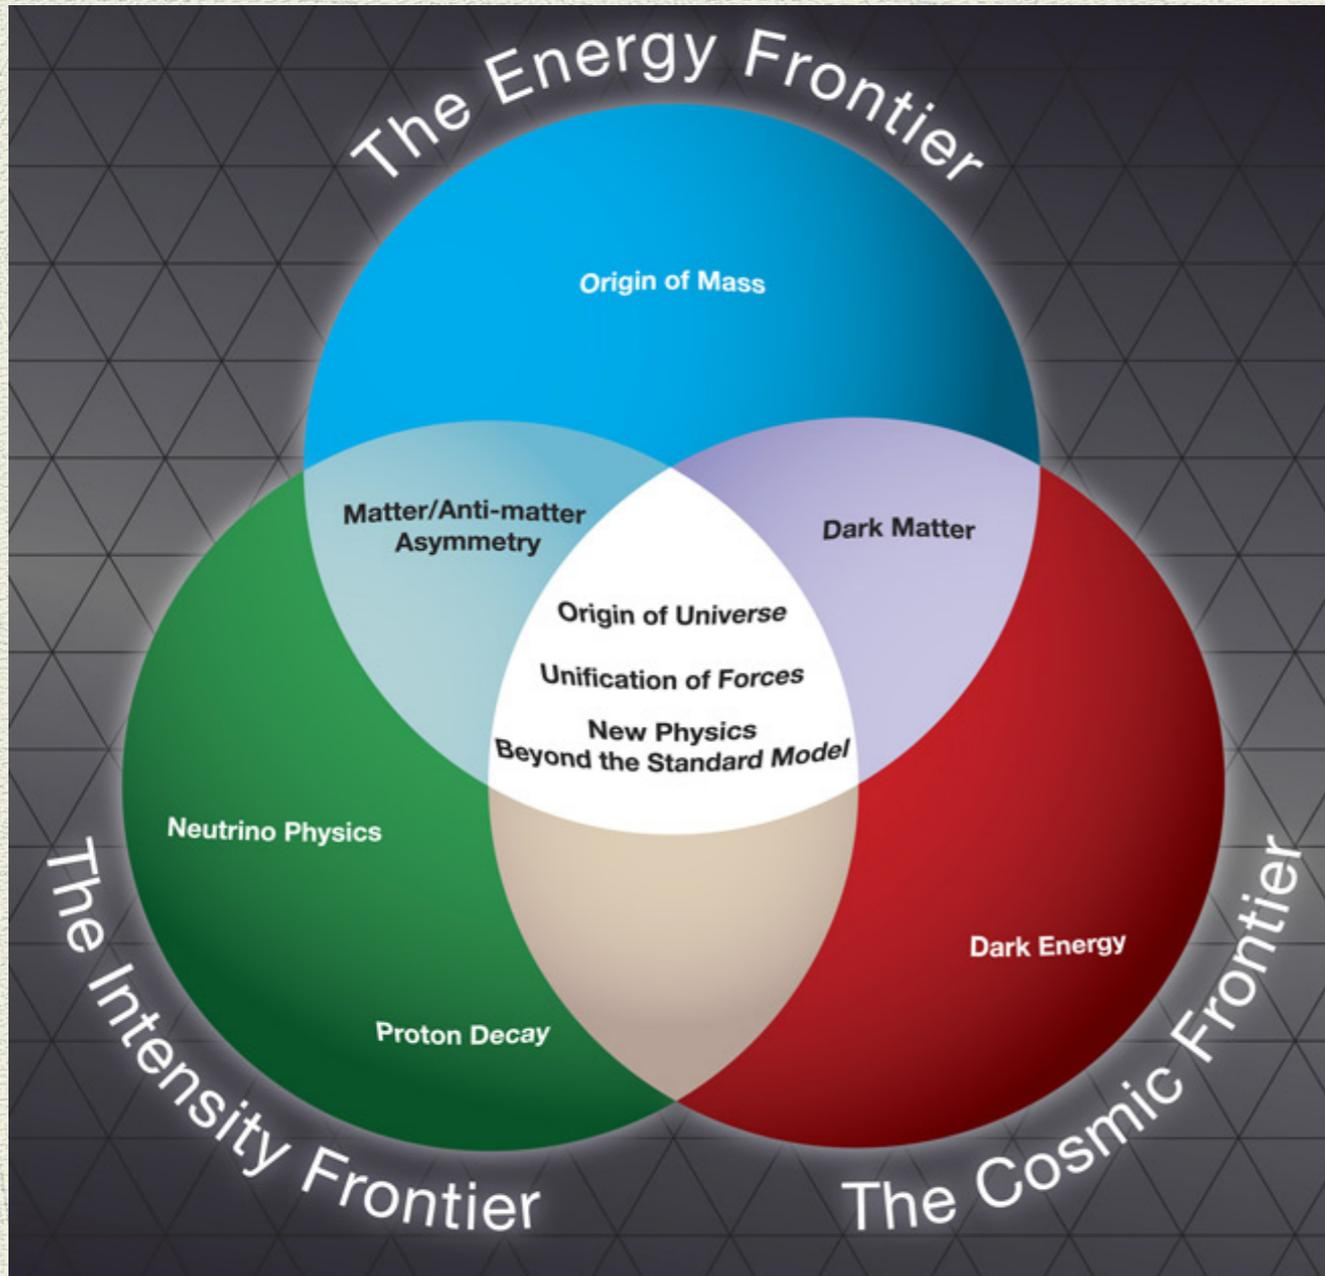 The Energy Frontier
Origin of Mass
Matter/Anti-matter
Asymmetry
Dark Matter
Origin of Universe
Unification of Forces
New Physics
Beyond the Standard Model
Neutrino Physics
Dark Energy
Proton Decay
The Intensity Frontier
The Cosmic Frontier